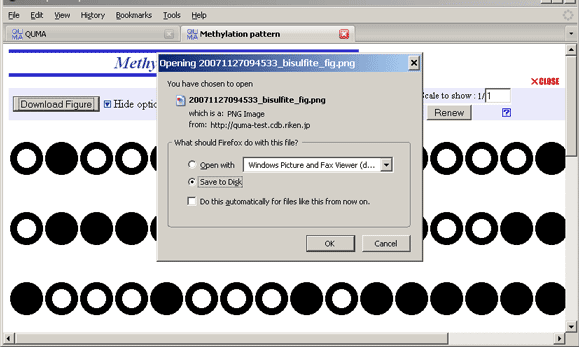 File Edit View History Bookmarks Tools Help
QUMA Methylation pattern
Opening 20071127094533_bisulfite_fig.png
CLOSE
You have chosen to open
Scale to show : 1/1
20071127094533_bisulfite_fig.png
Download Figure Hide optio
which is a: PNG Image
Renew ?
from: http://quma-test.cdb.riken.jp
What should Firefox do with this file?
Open with Windows Picture and Fax Viewer (d...
Save to Disk
Do this automatically for files like this from now on.
OK Cancel